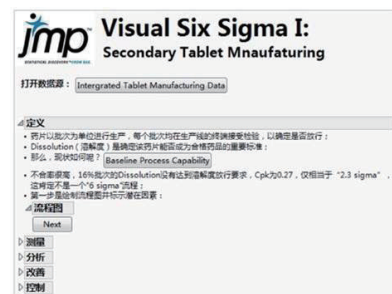 jmp
STATISTICAL DISCOVERY FROM SAS
Visual Six Sigma I:
Secondary Tablet Mnaufaturing
打开数据源： Intergrated Tablet Manufacturing Data
定义
• 药片以批次为单位进行生产，每个批次均在生产线的终端接受检验，以确定是否放行；
• Dissolution（溶解度）是确定该药片能否成为合格药品的重要标准；
• 那么，现状如何呢？ Baseline Process Capability
• 不合率很高，16%批次的Dissolution没有达到溶解度放行要求，Cpk为0.27，仅相当于“2.3 sigma”，
这肯定不是一个“6 sigma”流程；
• 第一步是绘制流程图并标示潜在因素：
流程图
Next
测量
分析
改善
控制